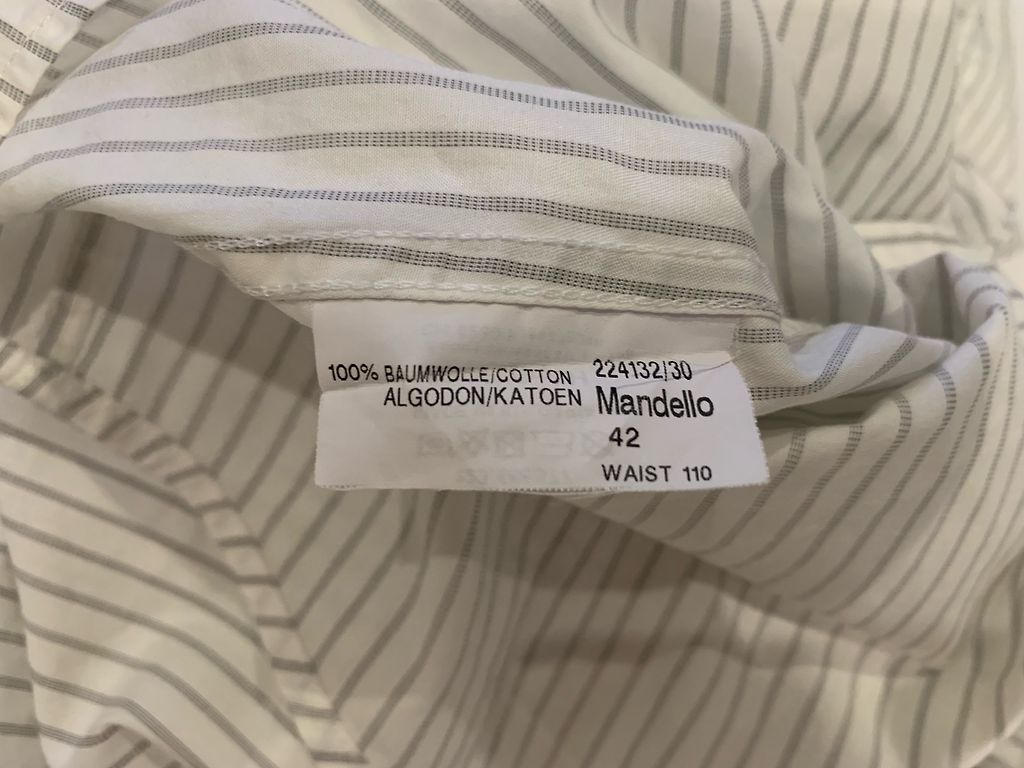 100% BAUMWOLLE/COTTON 224132/30
ALGODON/KATOEN Mandello
42
WAIST 110